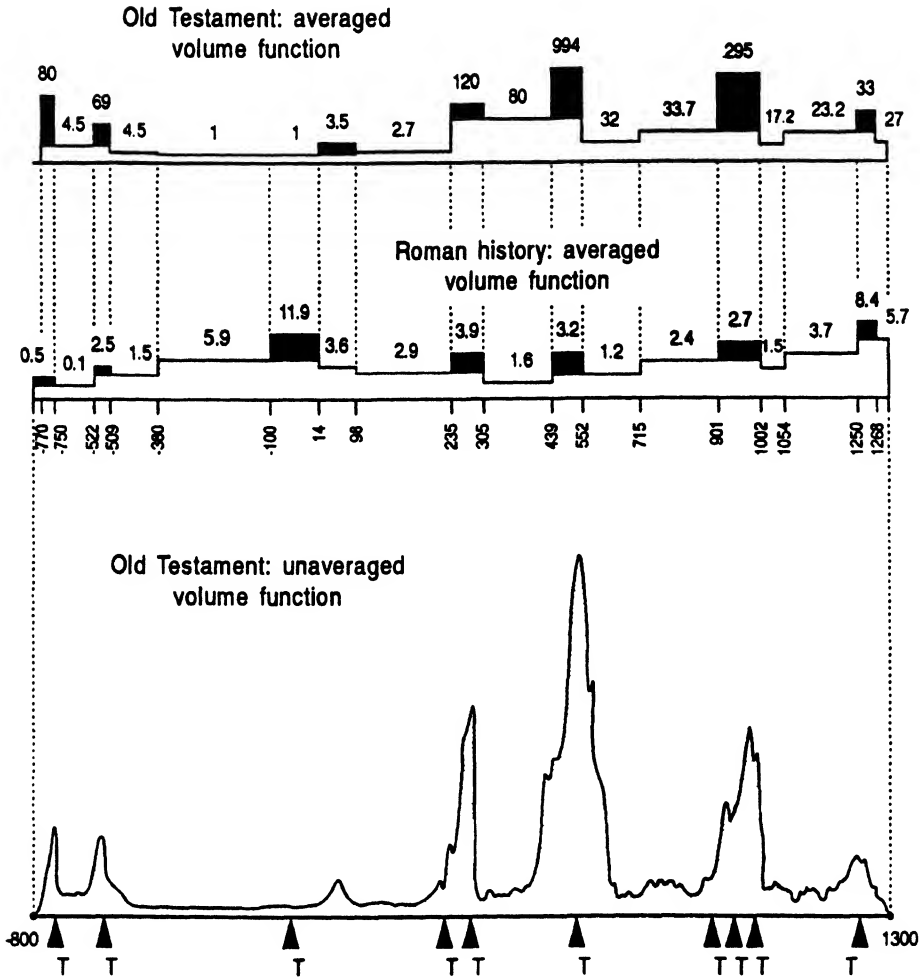 Old Testament: averaged
volume function
80 4.5 69 4.5 1 1 3.5 2.7 120 80 994 32 33.7 295 17.2 23.2 33 27
Roman history: averaged
volume function
0.5 0.1 2.5 1.5 5.9 11.9 3.6 2.9 3.9 1.6 3.2 1.2 2.4 2.7 1.5 3.7 8.4 5.7
-770 -750 -522 -509 -380 -100 14 98 235 305 439 552 715 901 1002 1054 1250 1268
Old Testament: unaveraged
volume function
-800 1300
T T T T T T T T T T